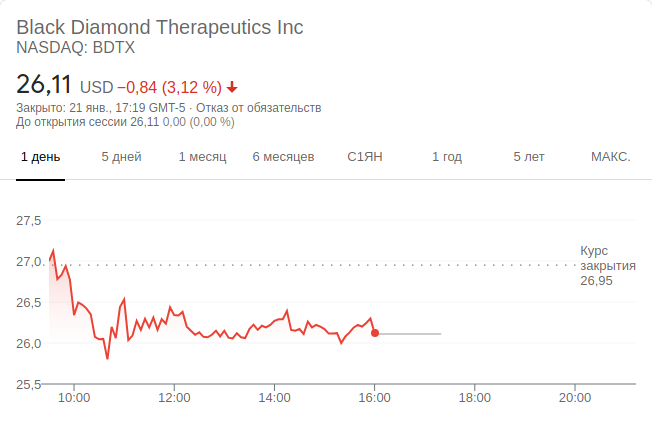 Black Diamond Therapeutics Inc
NASDAQ: BDTX
26,11 USD −0,84 (3,12 %)
Закрыто: 21 янв., 17:19 GMT-5 · Отказ от обязательств
До открытия сессии 26,11 0,00 (0,00 %)
1 день 5 дней 1 месяц 6 месяцев С1ЯН 1 год 5 лет МАКС.
27,5
27,0
26,5
26,0
25,5
Курс
закрытия
26,95
10:00 12:00 14:00 16:00 18:00 20:00